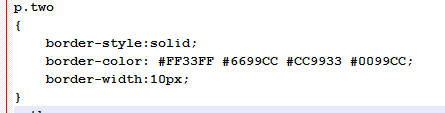 p.two
{
    border-style:solid;
    border-color: #FF33FF #6699CC #CC9933 #0099CC;
    border-width:10px;
}